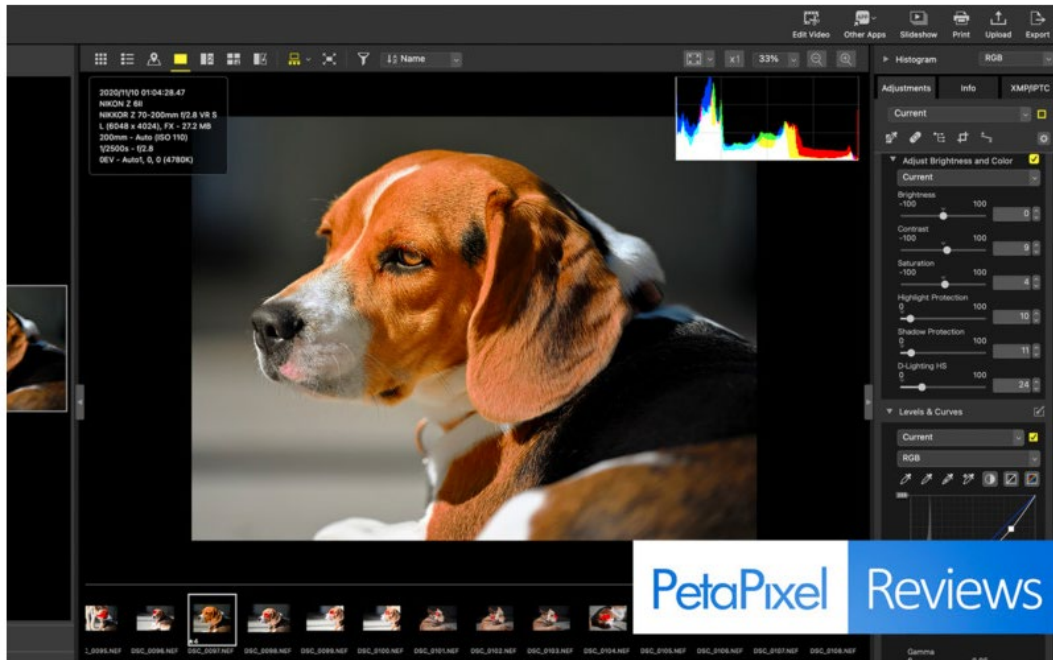 Edit Video Other Apps Slideshow Print Upload Export
Name
x1 33%
Histogram RGB
Adjustments Info XMP/IPTC
2020/11/10 01:04:28.47
NIKON Z 6II
NIKKOR Z 70-200mm f/2.8 VR S
L (6048 x 4024), FX - 27.2 MB
200mm - Auto (ISO 110)
1/2500s - f/2.8
0EV - Auto1, 0, 0 (4780K)
Current
Adjust Brightness and Color
Current
Brightness
-100 100
0
Contrast
-100 100
9
Saturation
-100 100
4
Highlight Protection
0 100
10
Shadow Protection
0 100
11
D-Lighting HS
0 100
24
Levels & Curves
Current
RGB
PetaPixel Reviews
_0095.NEF DSC_0096.NEF DSC_0097.NEF DSC_0098.NEF DSC_0099.NEF DSC_0100.NEF DSC_0101.NEF DSC_0102.NEF DSC_0103.NEF DSC_0104.NEF DSC_0105.NEF DSC_0106.NEF DSC_0107.NEF DSC_0108.NEF
Gamma